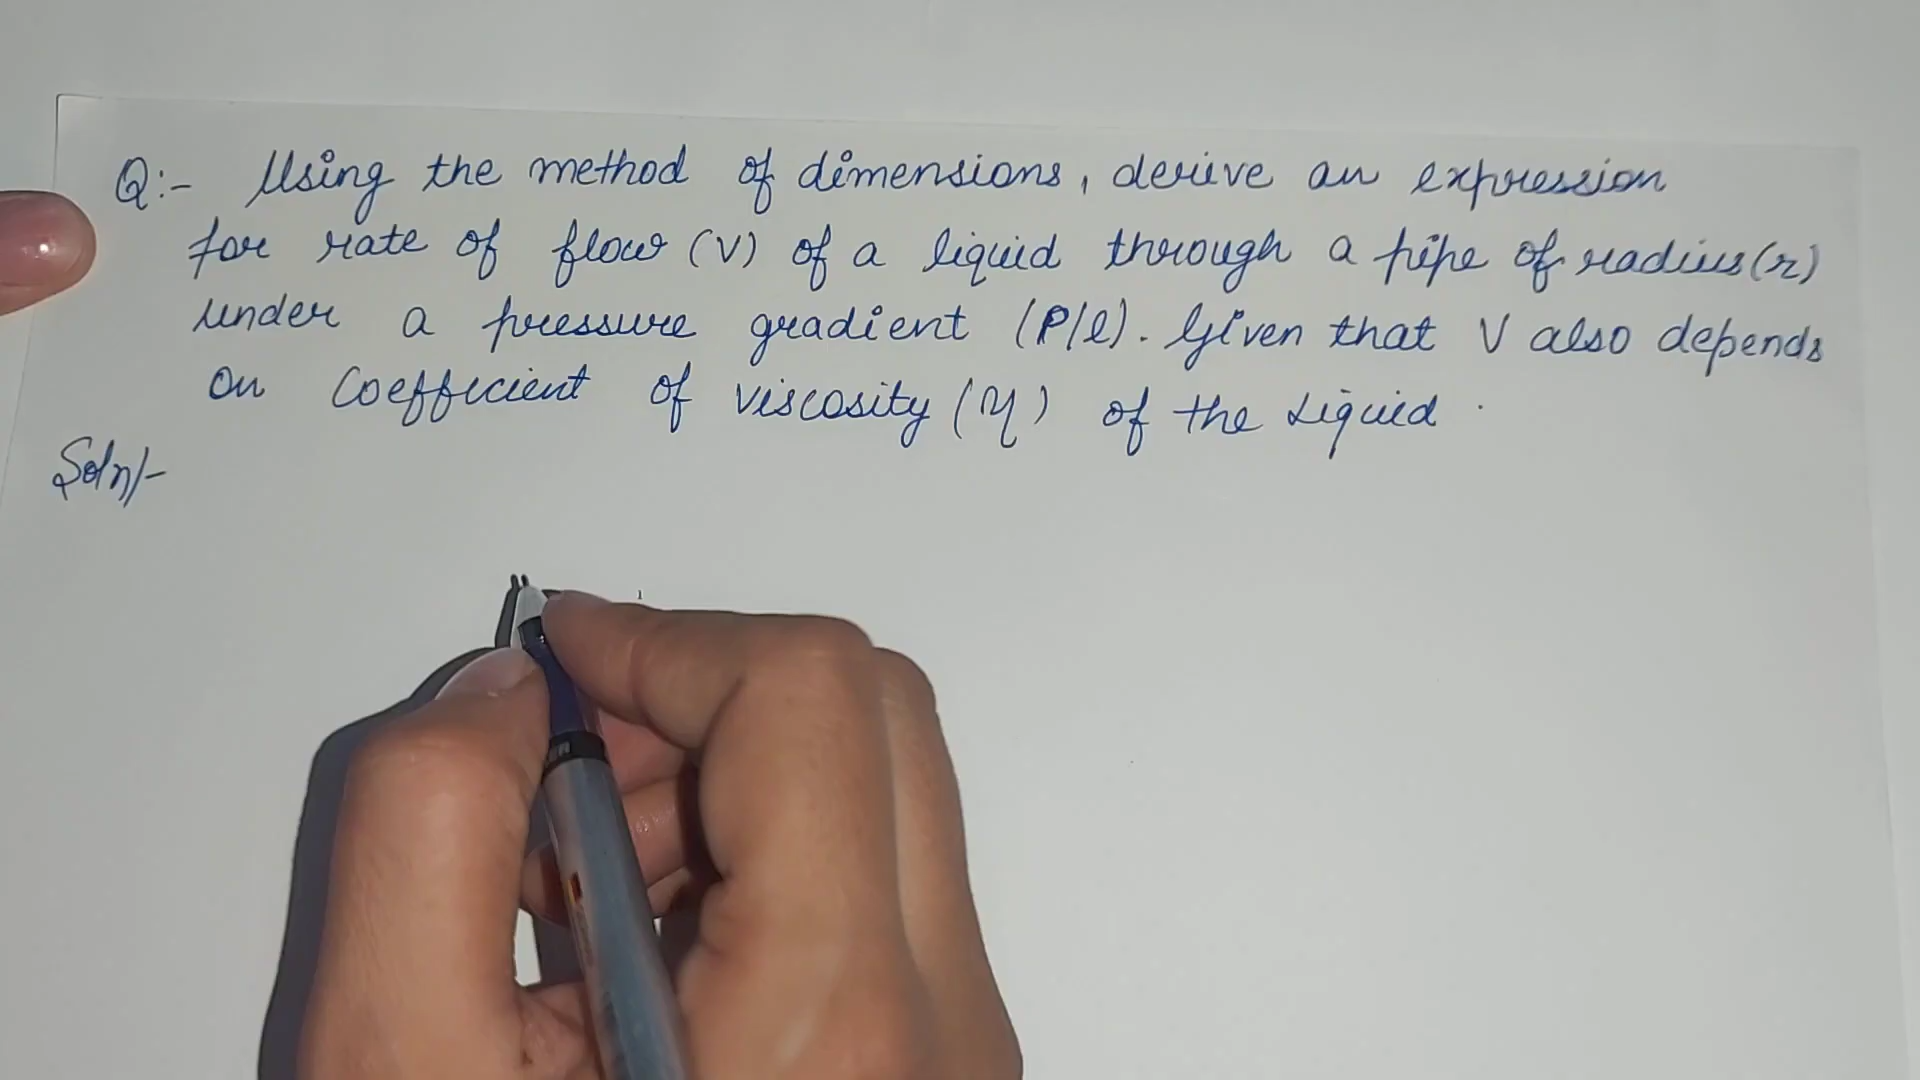 Q:- Using the method of dimensions, derive an expression
for rate of flow (V) of a liquid through a pipe of radius (r)
under a pressure gradient (P/l). Given that V also depends
on Coefficient of viscosity (η) of the Liquid.
Soln/-